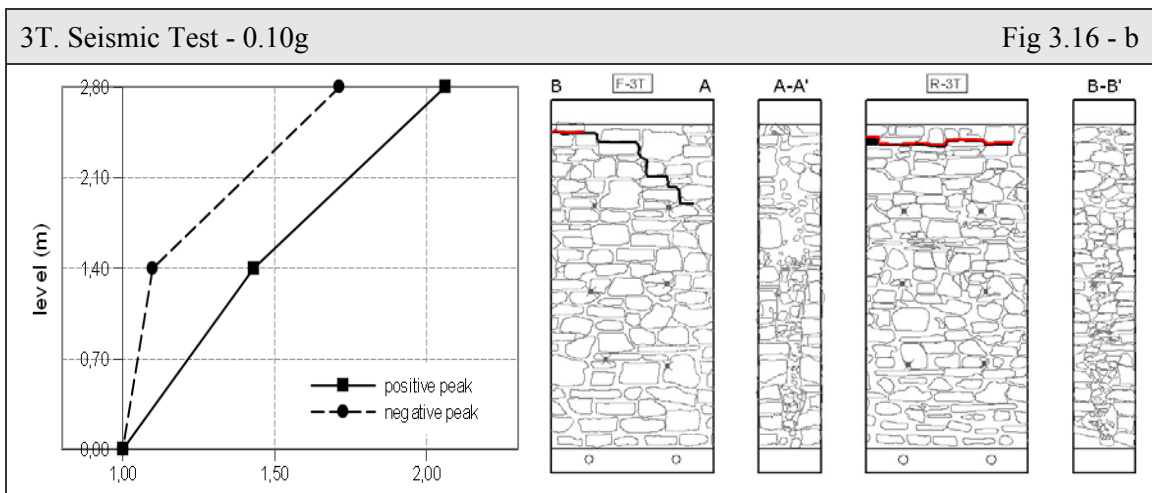 3T. Seismic Test - 0.10g Fig 3.16 - b
2,80
2,10
1,40
0,70
0,00
level (m)
positive peak
negative peak
1,00 1,50 2,00
B F-3T A A-A' R-3T B-B'